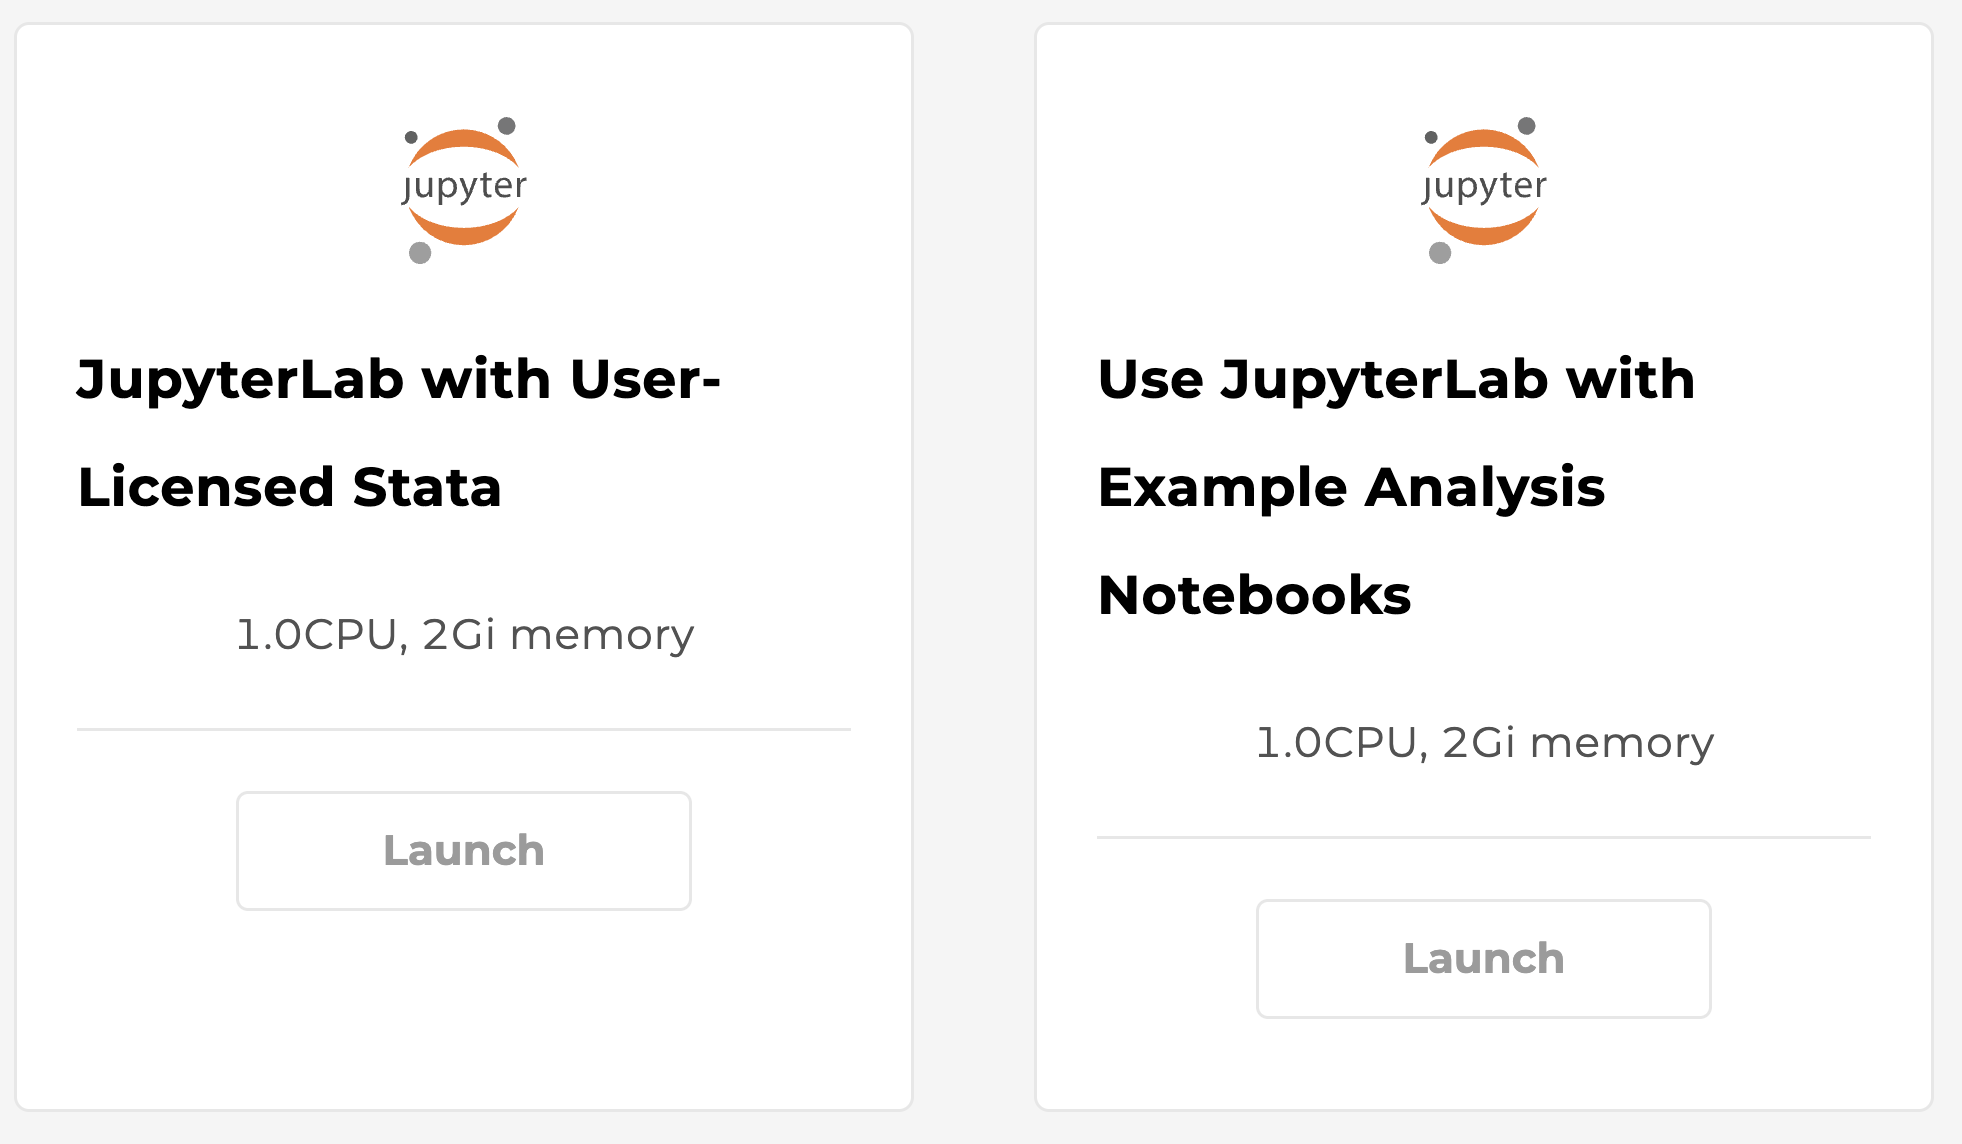 jupyter
JupyterLab with User-
Licensed Stata
1.0CPU, 2Gi memory
Launch
jupyter
Use JupyterLab with
Example Analysis
Notebooks
1.0CPU, 2Gi memory
Launch